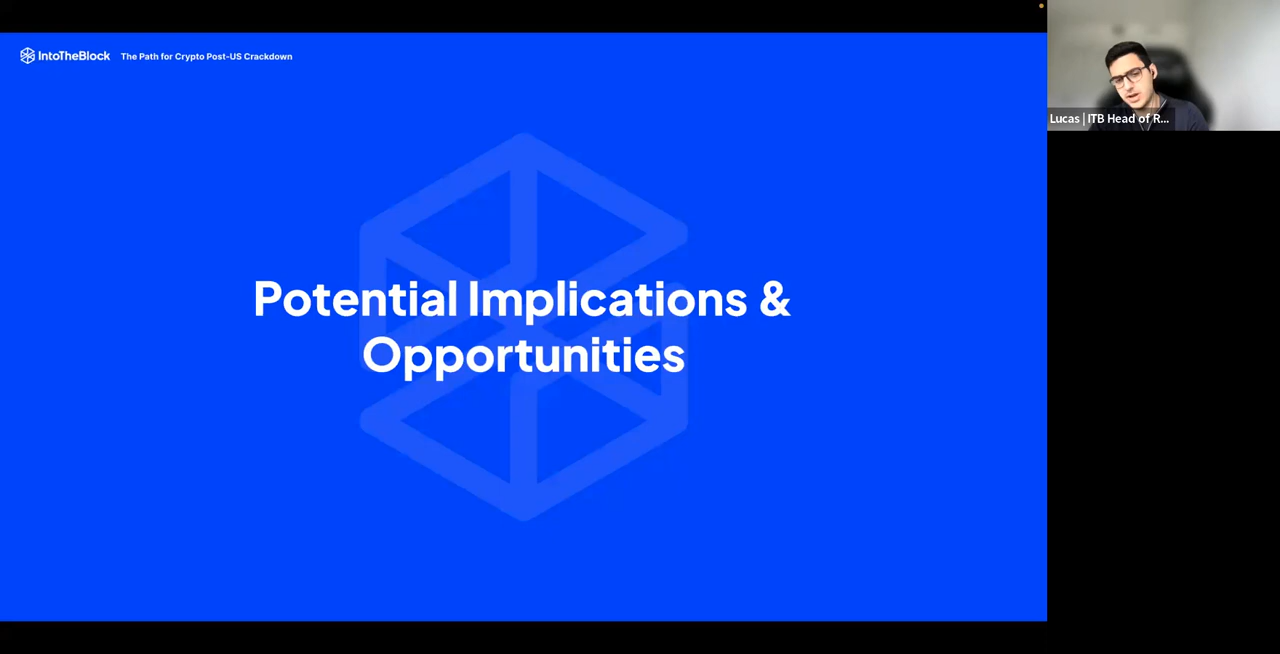 IntoTheBlock The Path for Crypto Post-US Crackdown
Potential Implications &
Opportunities
Lucas | ITB Head of R...